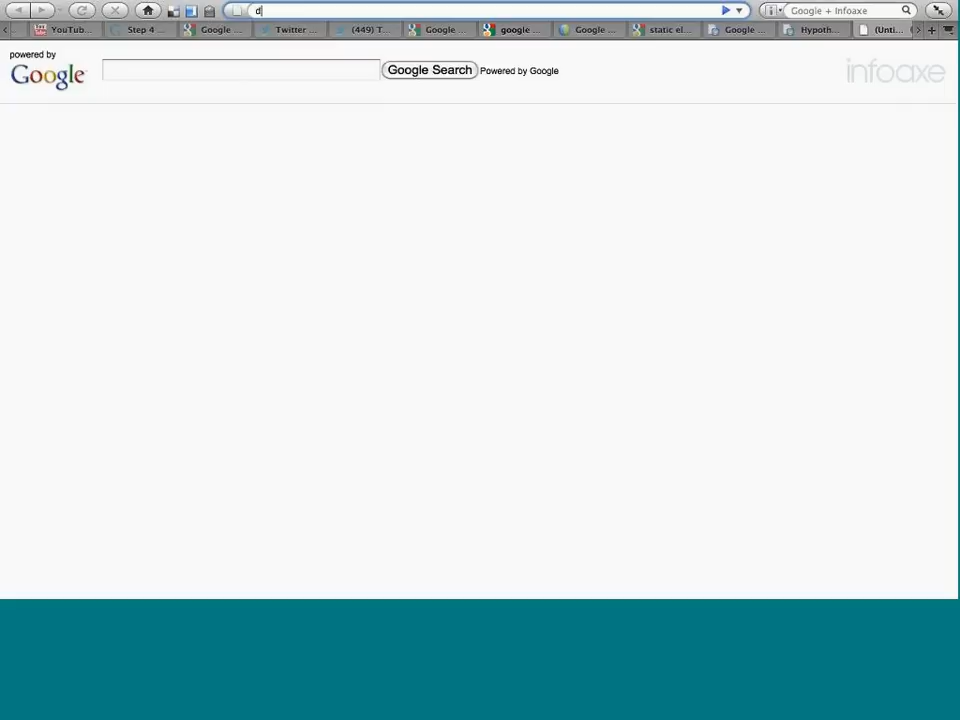 d
Google + Infoaxe
YouTub... Step 4 ... Google ... Twitter ... (449) T... Google ... google ... Google ... static el... Google ... Hypoth... (Unti...
powered by
Google Google Search Powered by Google infoaxe